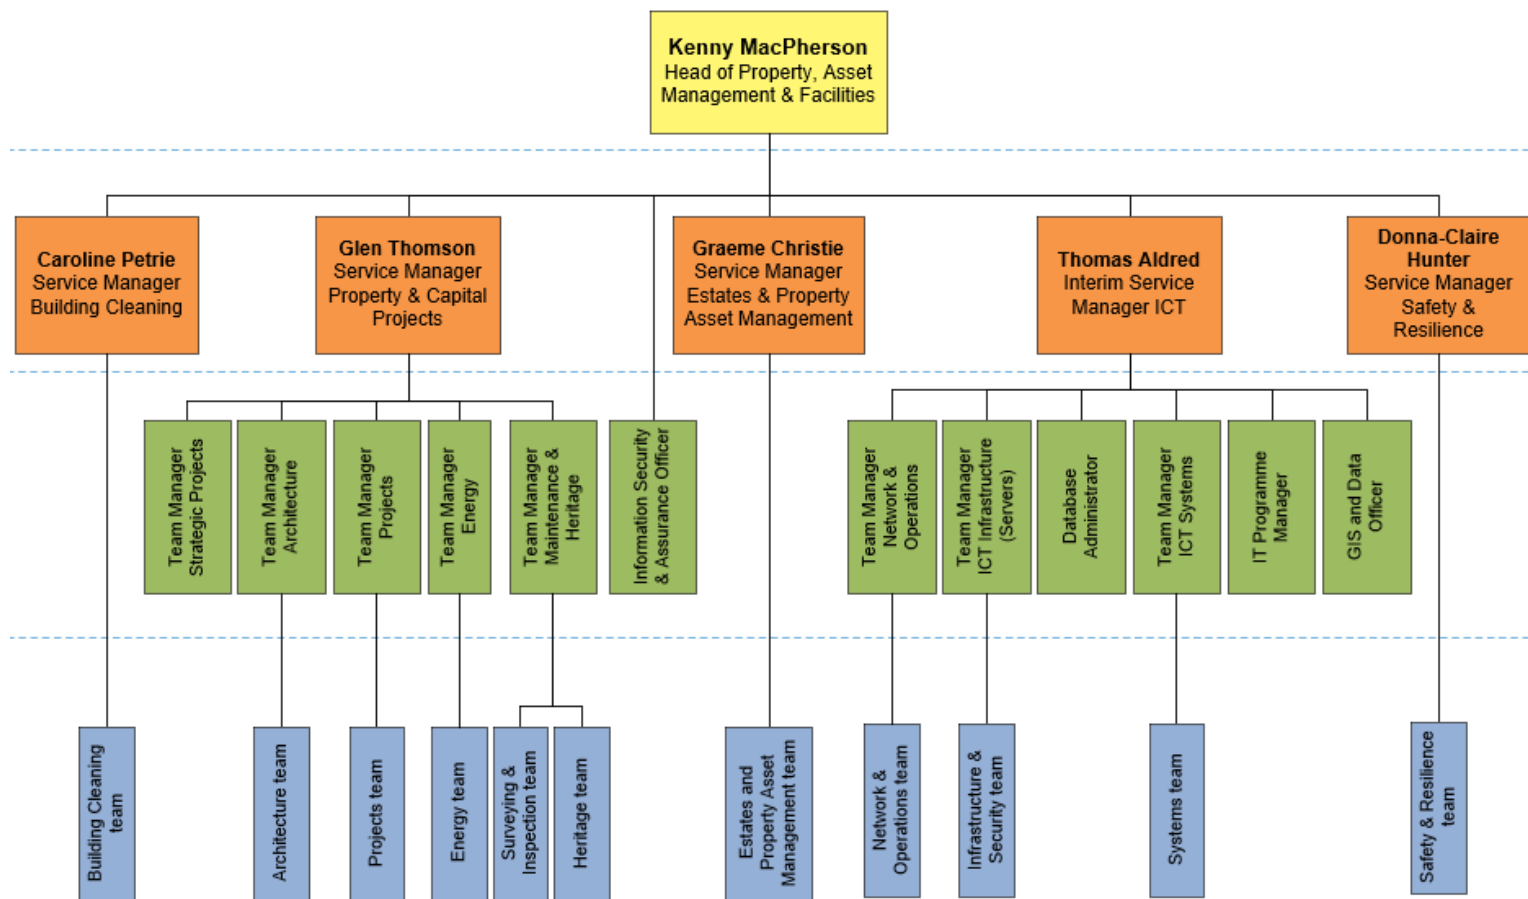 Kenny MacPherson
Head of Property, Asset
Management & Facilities
Caroline Petrie
Service Manager
Building Cleaning
Glen Thomson
Service Manager
Property & Capital
Projects
Graeme Christie
Service Manager
Estates & Property
Asset Management
Thomas Aldred
Interim Service
Manager ICT
Donna-Claire
Hunter
Service Manager
Safety &
Resilience
Team Manager
Strategic Projects
Team Manager
Architecture
Team Manager
Projects
Team Manager
Energy
Team Manager
Maintenance &
Heritage
Information Security
& Assurance Officer
Team Manager
Network &
Operations
Team Manager
ICT Infrastructure
(Servers)
Database
Administrator
Team Manager
ICT Systems
IT Programme
Manager
GIS and Data
Officer
Building Cleaning
team
Architecture team
Projects team
Energy team
Surveying &
Inspection team
Heritage team
Estates and
Property Asset
Management team
Network &
Operations team
Infrastructure &
Security team
Systems team
Safety & Resilience
team